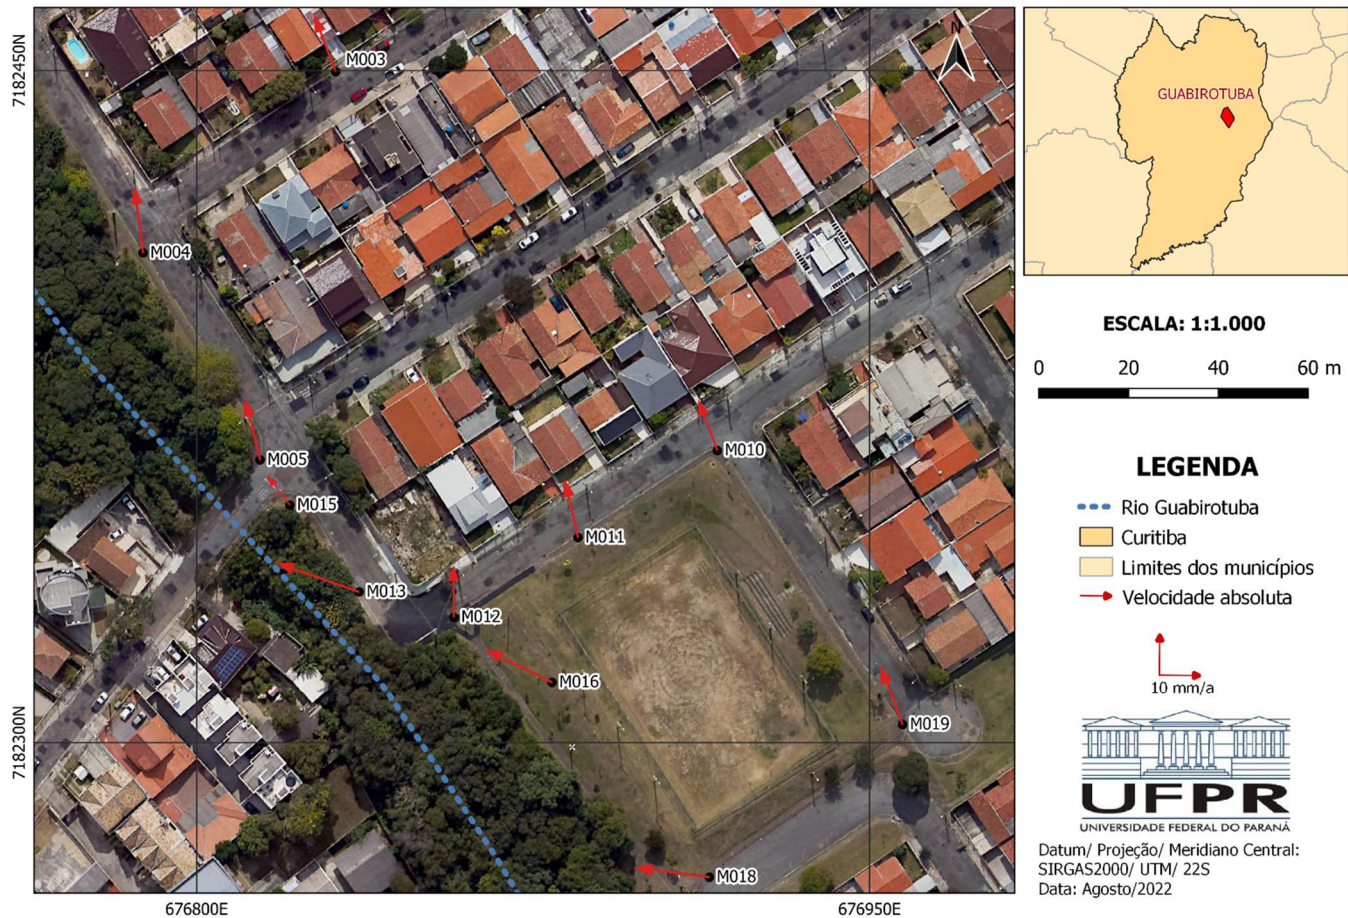 7182450N
7182300N
676800E
676950E
M003
M004
M005
M015
M010
M011
M013
M012
M016
M019
M018
N
GUABIROTUBA
ESCALA: 1:1.000
0 20 40 60 m
LEGENDA
Rio Guabirotuba
Curitiba
Limites dos municípios
Velocidade absoluta
10 mm/a
UFPR
UNIVERSIDADE FEDERAL DO PARANÁ
Datum/ Projeção/ Meridiano Central:
SIRGAS2000/ UTM/ 22S
Data: Agosto/2022